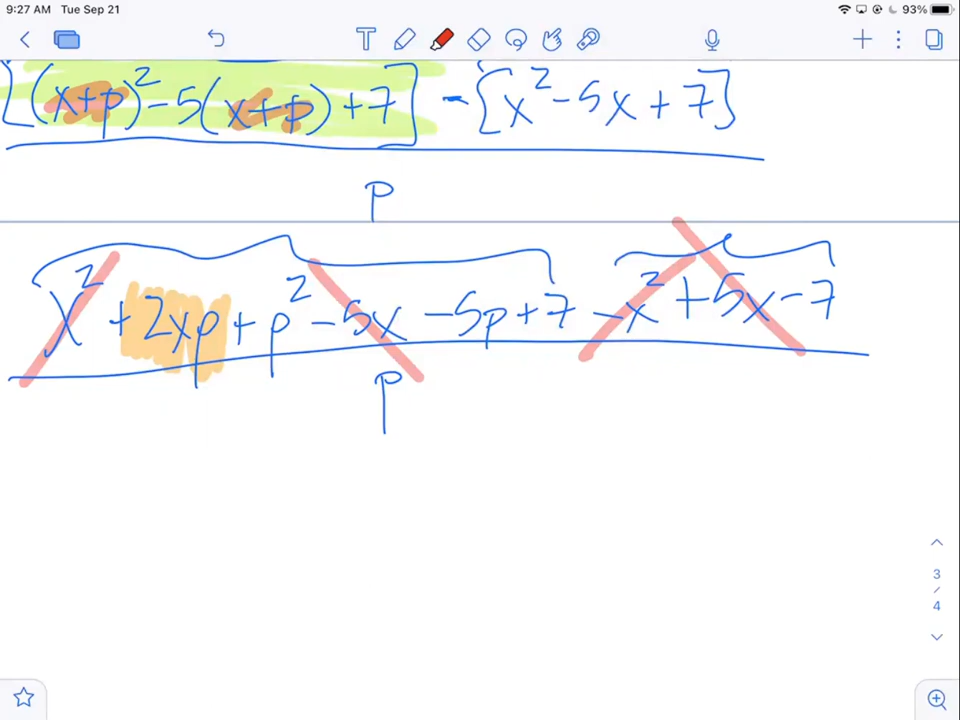 9:27 AM Tue Sep 21 93%
T
[(x+p)²-5(x+p)+7] - [x²-5x+7]
p
x²+2xp+p²-5x-5p+7-x²+5x-7
p
3
/
4